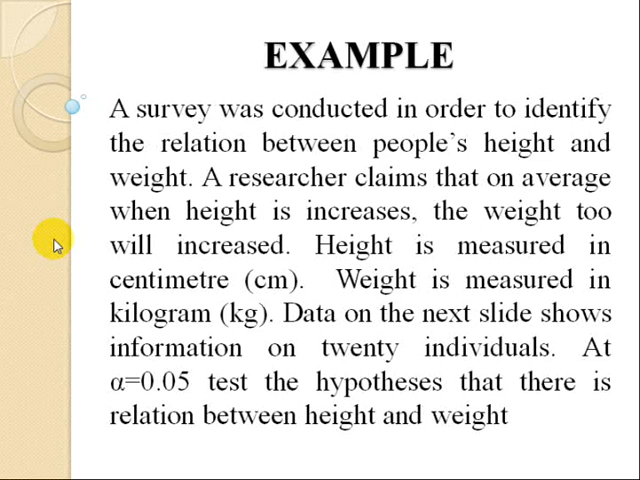 EXAMPLE
A survey was conducted in order to identify
the relation between people’s height and
weight. A researcher claims that on average
when height is increases, the weight too
will increased. Height is measured in
centimetre (cm). Weight is measured in
kilogram (kg). Data on the next slide shows
information on twenty individuals. At
α=0.05 test the hypotheses that there is
relation between height and weight